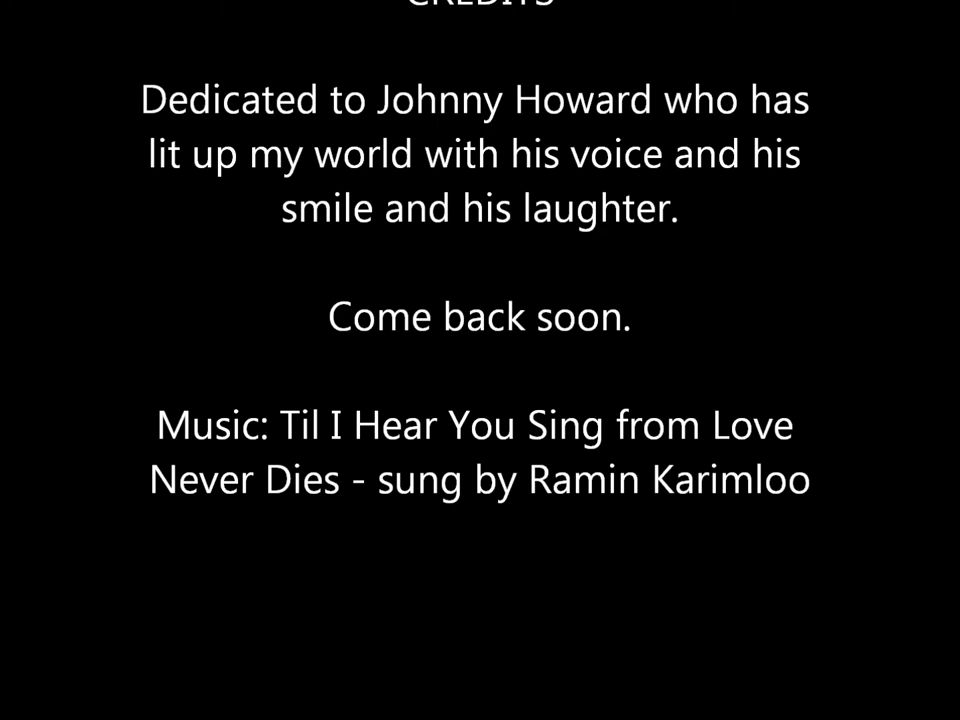 CREDITS
Dedicated to Johnny Howard who has
lit up my world with his voice and his
smile and his laughter.
Come back soon.
Music: Til I Hear You Sing from Love
Never Dies - sung by Ramin Karimloo